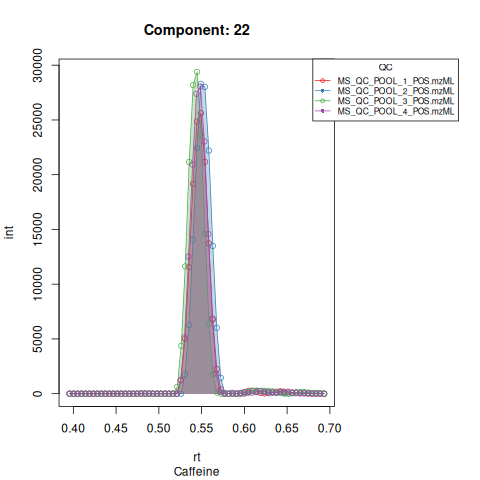 Component: 22
QC
MS_QC_POOL_1_POS.mzML
MS_QC_POOL_2_POS.mzML
MS_QC_POOL_3_POS.mzML
MS_QC_POOL_4_POS.mzML
int
30000
25000
20000
15000
10000
5000
0
0.40 0.45 0.50 0.55 0.60 0.65 0.70
rt
Caffeine